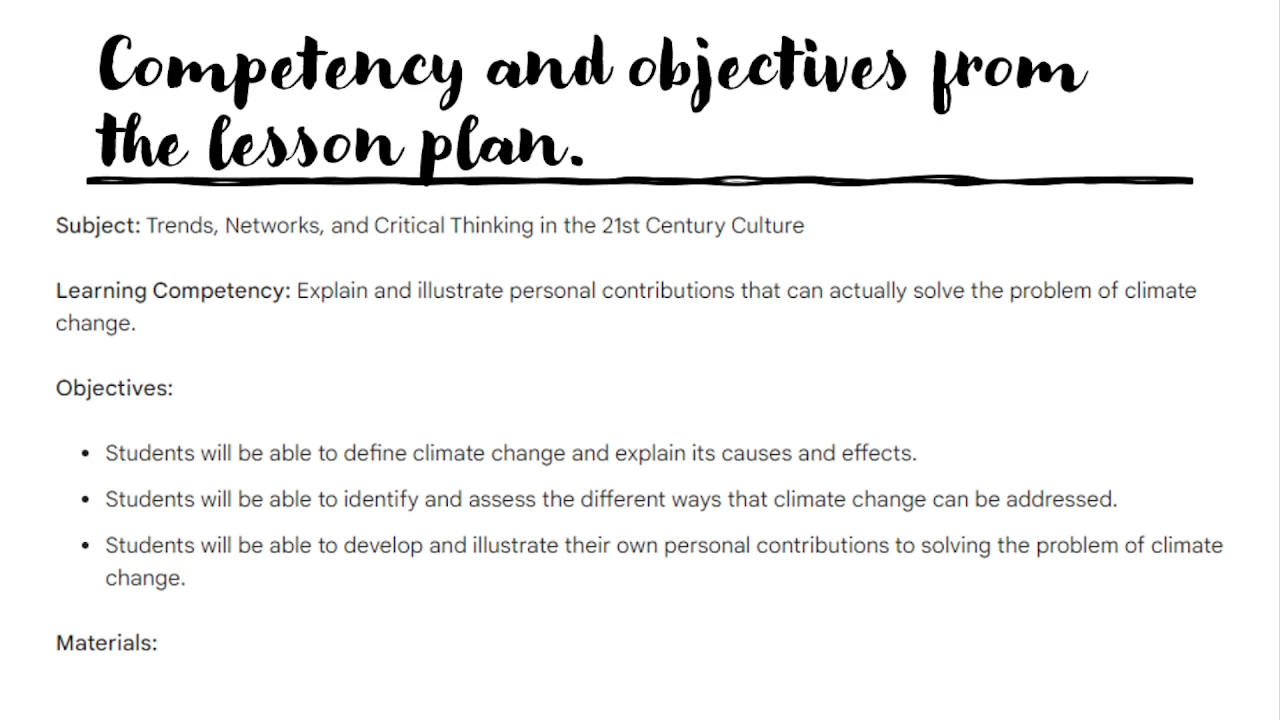 Competency and objectives from
the lesson plan.
Subject: Trends, Networks, and Critical Thinking in the 21st Century Culture
Learning Competency: Explain and illustrate personal contributions that can actually solve the problem of climate
change.
Objectives:
• Students will be able to define climate change and explain its causes and effects.
• Students will be able to identify and assess the different ways that climate change can be addressed.
• Students will be able to develop and illustrate their own personal contributions to solving the problem of climate
change.
Materials: